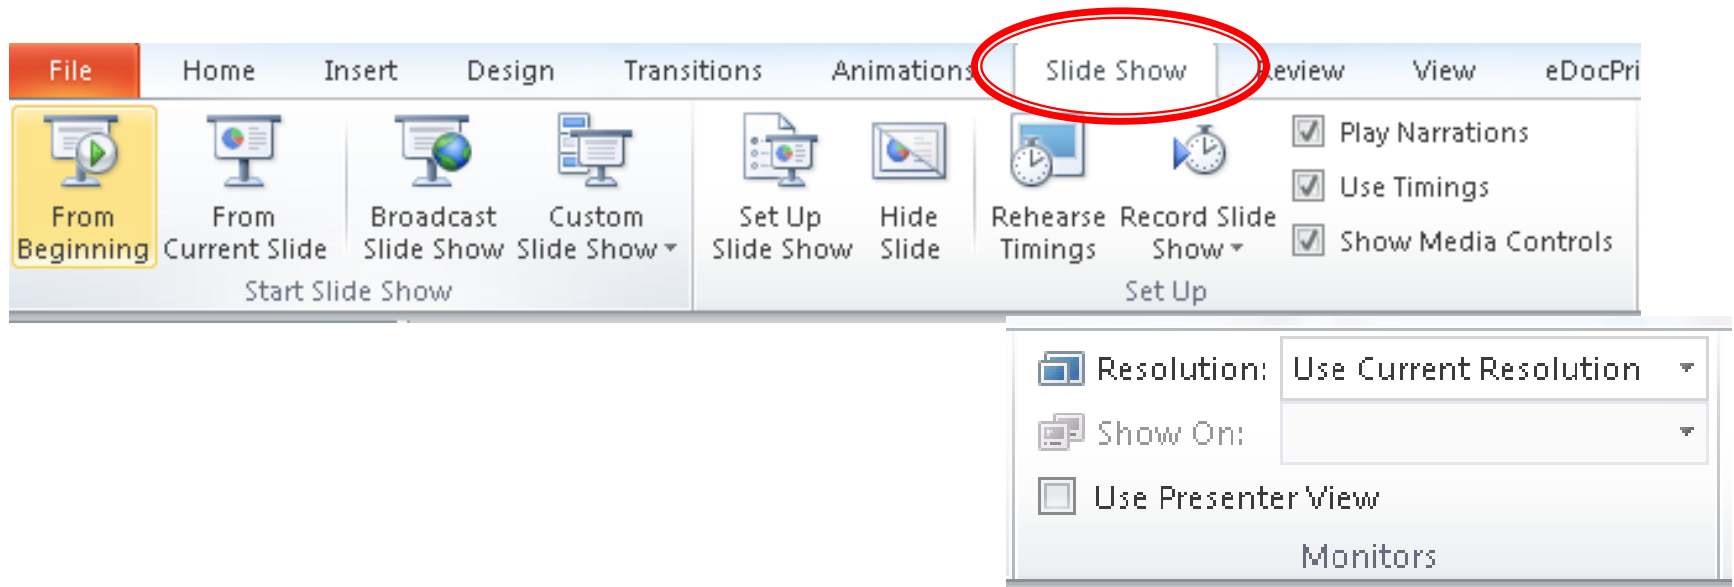 File Home Insert Design Transitions Animations Slide Show Review View eDocPri
From Beginning
From Current Slide
Broadcast Slide Show
Custom Slide Show
Set Up Slide Show
Hide Slide
Rehearse Timings
Record Slide Show
Play Narrations
Use Timings
Show Media Controls
Start Slide Show
Set Up
Resolution: Use Current Resolution
Show On:
Use Presenter View
Monitors